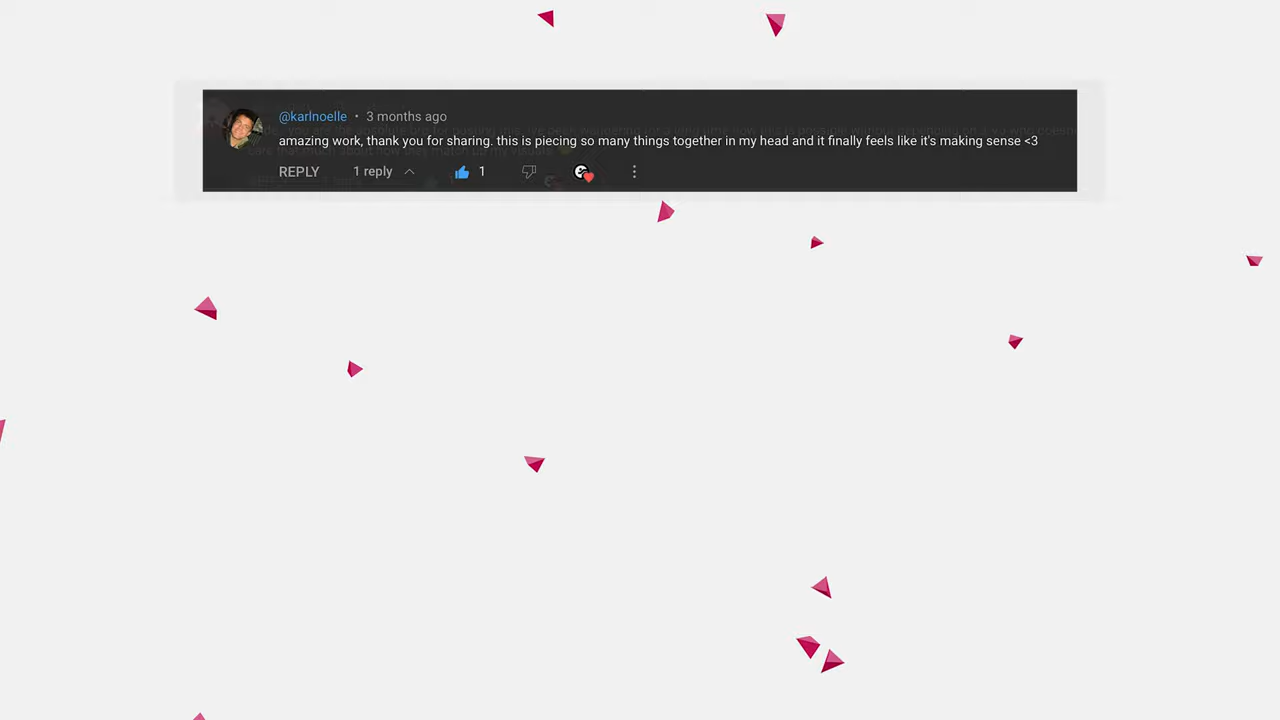 @karlnoelle • 3 months ago
amazing work, thank you for sharing. this is piecing so many things together in my head and it finally feels like it's making sense <3
REPLY 1 reply 1